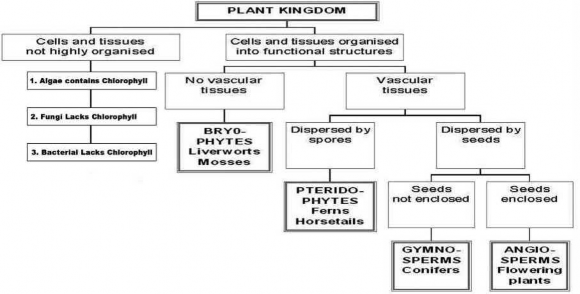 PLANT KINGDOM
Cells and tissues
not highly organised
Cells and tissues organised
into functional structures
1. Algae contains Chlorophyll
2. Fungi Lacks Chlorophyll
3. Bacterial Lacks Chlorophyll
No vascular
tissues
Vascular
tissues
BRYO-
PHYTES
Liverworts
Mosses
Dispersed by
spores
Dispersed by
seeds
PTERIDO-
PHYTES
Ferns
Horsetails
Seeds
not enclosed
Seeds
enclosed
GYMNO-
SPERMS
Conifers
ANGIO-
SPERMS
Flowering
plants